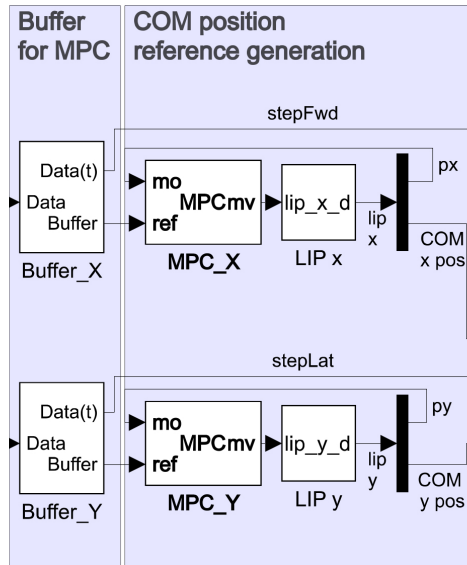 Buffer
for MPC
COM position
reference generation
stepFwd
Data(t)
Data
Buffer
Buffer_X
mo
MPCmv
ref
MPC_X
lip_x_d
LIP x
lip
x
px
COM
x pos
stepLat
Data(t)
Data
Buffer
Buffer_Y
mo
MPCmv
ref
MPC_Y
lip_y_d
LIP y
lip
y
py
COM
y pos